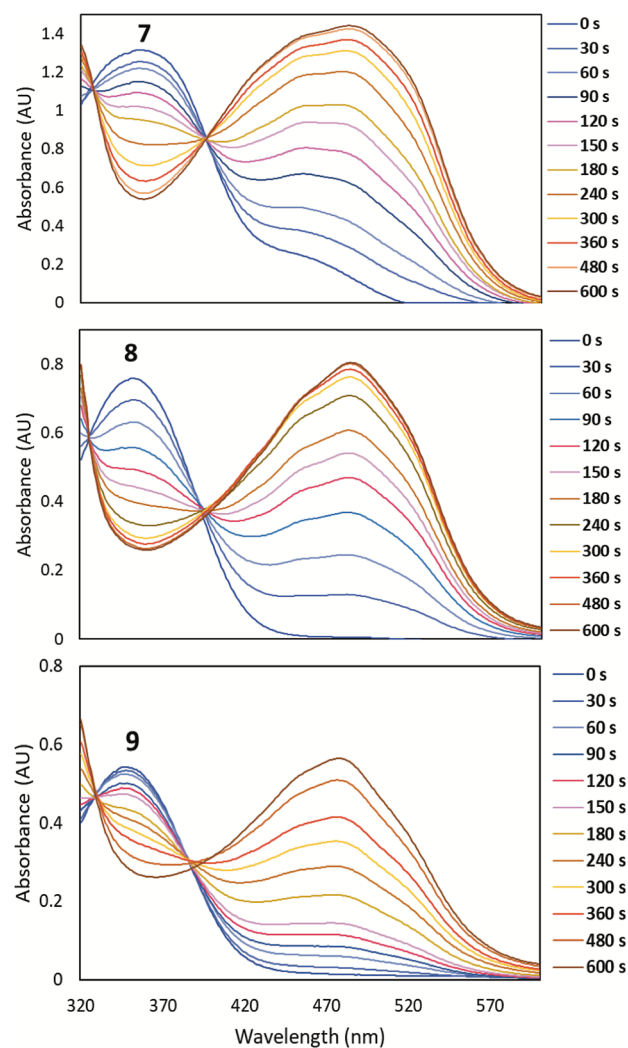 7
1.4
1.2
1
0.8
0.6
0.4
0.2
0
Absorbance (AU)
0 s
30 s
60 s
90 s
120 s
150 s
180 s
240 s
300 s
360 s
480 s
600 s
8
0.8
0.6
0.4
0.2
0
Absorbance (AU)
0 s
30 s
60 s
90 s
120 s
150 s
180 s
240 s
300 s
360 s
480 s
600 s
9
0.8
0.6
0.4
0.2
0
Absorbance (AU)
0 s
30 s
60 s
90 s
120 s
150 s
180 s
240 s
300 s
360 s
480 s
600 s
320 370 420 470 520 570
Wavelength (nm)